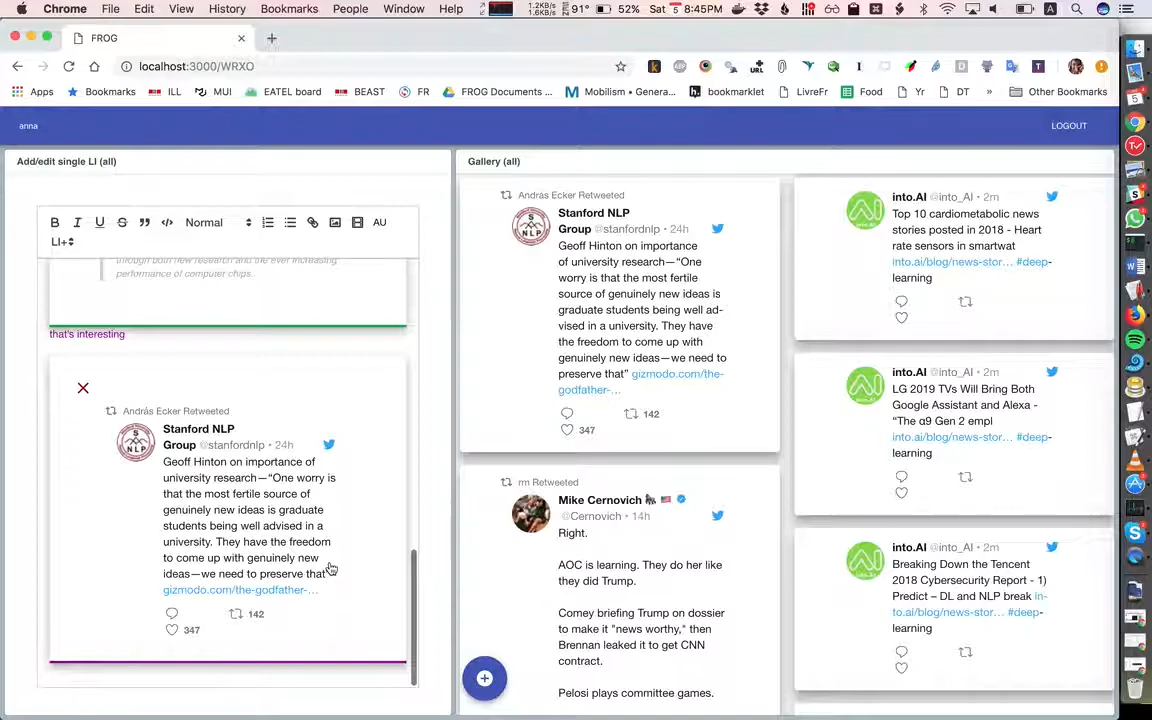 Chrome File Edit View History Bookmarks People Window Help 1.2KB/s 1.6KB/s 91° 52% Sat 5 8:45PM
FROG
localhost:3000/WRXO
Apps Bookmarks ILL MUI EATEL board BEAST FR FROG Documents ... Mobilism • Genera... bookmarklet LivreFr Food Yr DT » Other Bookmarks
anna
LOGOUT
Add/edit single LI (all)
B I U S Normal AU
LI+
through both new research and the ever increasing
performance of computer chips.
that's interesting
András Ecker Retweeted
Stanford NLP
Group @stanfordnlp • 24h
Geoff Hinton on importance of
university research—“One worry is
that the most fertile source of
genuinely new ideas is graduate
students being well advised in a
university. They have the freedom
to come up with genuinely new
ideas—we need to preserve that”
gizmodo.com/the-godfather-...
142
347
Gallery (all)
András Ecker Retweeted
Stanford NLP
Group @stanfordnlp • 24h
Geoff Hinton on importance
of university research—“One
worry is that the most fertile
source of genuinely new ideas is
graduate students being well ad-
vised in a university. They have
the freedom to come up with
genuinely new ideas—we need to
preserve that” gizmodo.com/the-
godfather-...
142
347
rm Retweeted
Mike Cernovich 🦍 🇺🇸
@Cernovich • 14h
Right.
AOC is learning. They do her like
they did Trump.
Comey briefing Trump on dossier
to make it "news worthy," then
Brennan leaked it to get CNN
contract.
Pelosi plays committee games.
into.AI @into_AI • 2m
Top 10 cardiometabolic news
stories posted in 2018 - Heart
rate sensors in smartwat
into.ai/blog/news-stor... #deep-
learning
into.AI @into_AI • 2m
LG 2019 TVs Will Bring Both
Google Assistant and Alexa -
“The α9 Gen 2 empl
into.ai/blog/news-stor... #deep-
learning
into.AI @into_AI • 2m
Breaking Down the Tencent
2018 Cybersecurity Report - 1)
Predict – DL and NLP break in-
to.ai/blog/news-stor... #deep-
learning